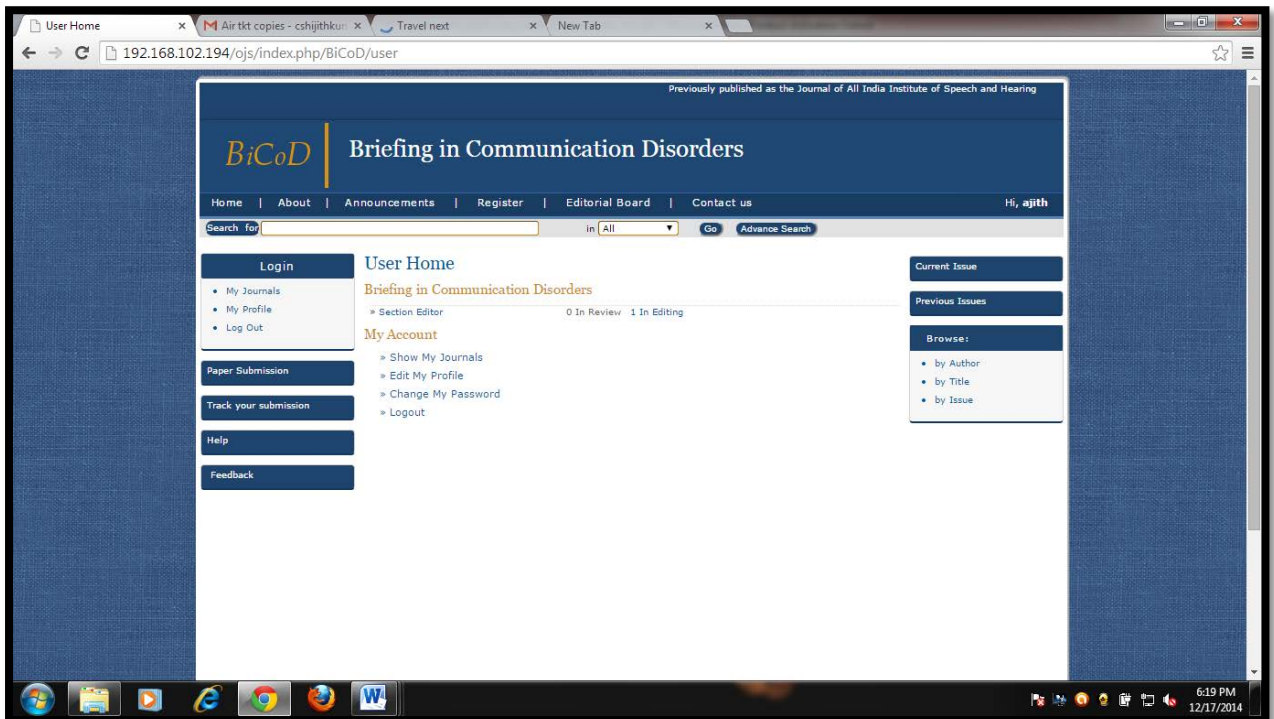 User Home
Air tkt copies - cshijithkun
Travel next
New Tab
192.168.102.194/ojs/index.php/BiCoD/user
Previously published as the Journal of All India Institute of Speech and Hearing
BiCoD
Briefing in Communication Disorders
Home | About | Announcements | Register | Editorial Board | Contact us
Hi, ajith
Search for
in All
Go
Advance Search
Login
• My Journals
• My Profile
• Log Out
Paper Submission
Track your submission
Help
Feedback
User Home
Briefing in Communication Disorders
» Section Editor 0 In Review 1 In Editing
My Account
» Show My Journals
» Edit My Profile
» Change My Password
» Logout
Current Issue
Previous Issues
Browse:
• by Author
• by Title
• by Issue
6:19 PM
12/17/2014